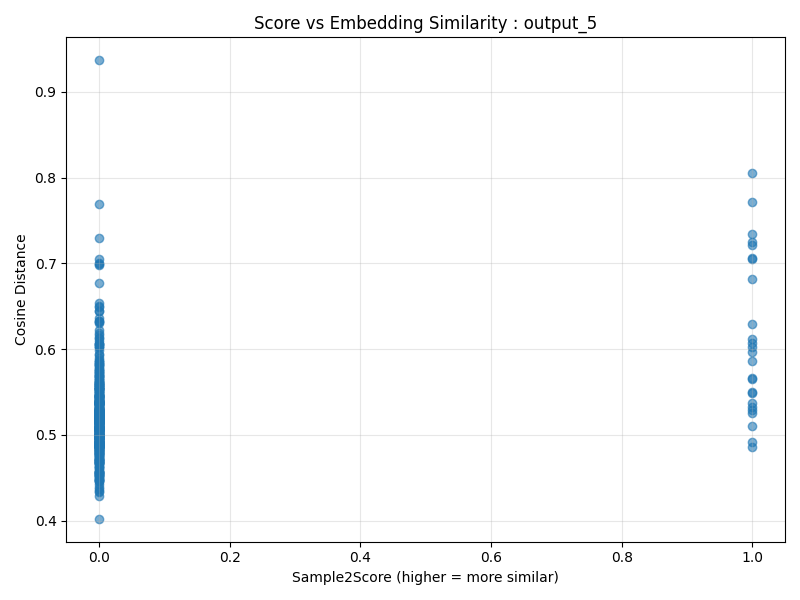 Score vs Embedding Similarity : output_5
0.9
0.8
0.7
0.6
0.5
0.4
Cosine Distance
0.0 0.2 0.4 0.6 0.8 1.0
Sample2Score (higher = more similar)